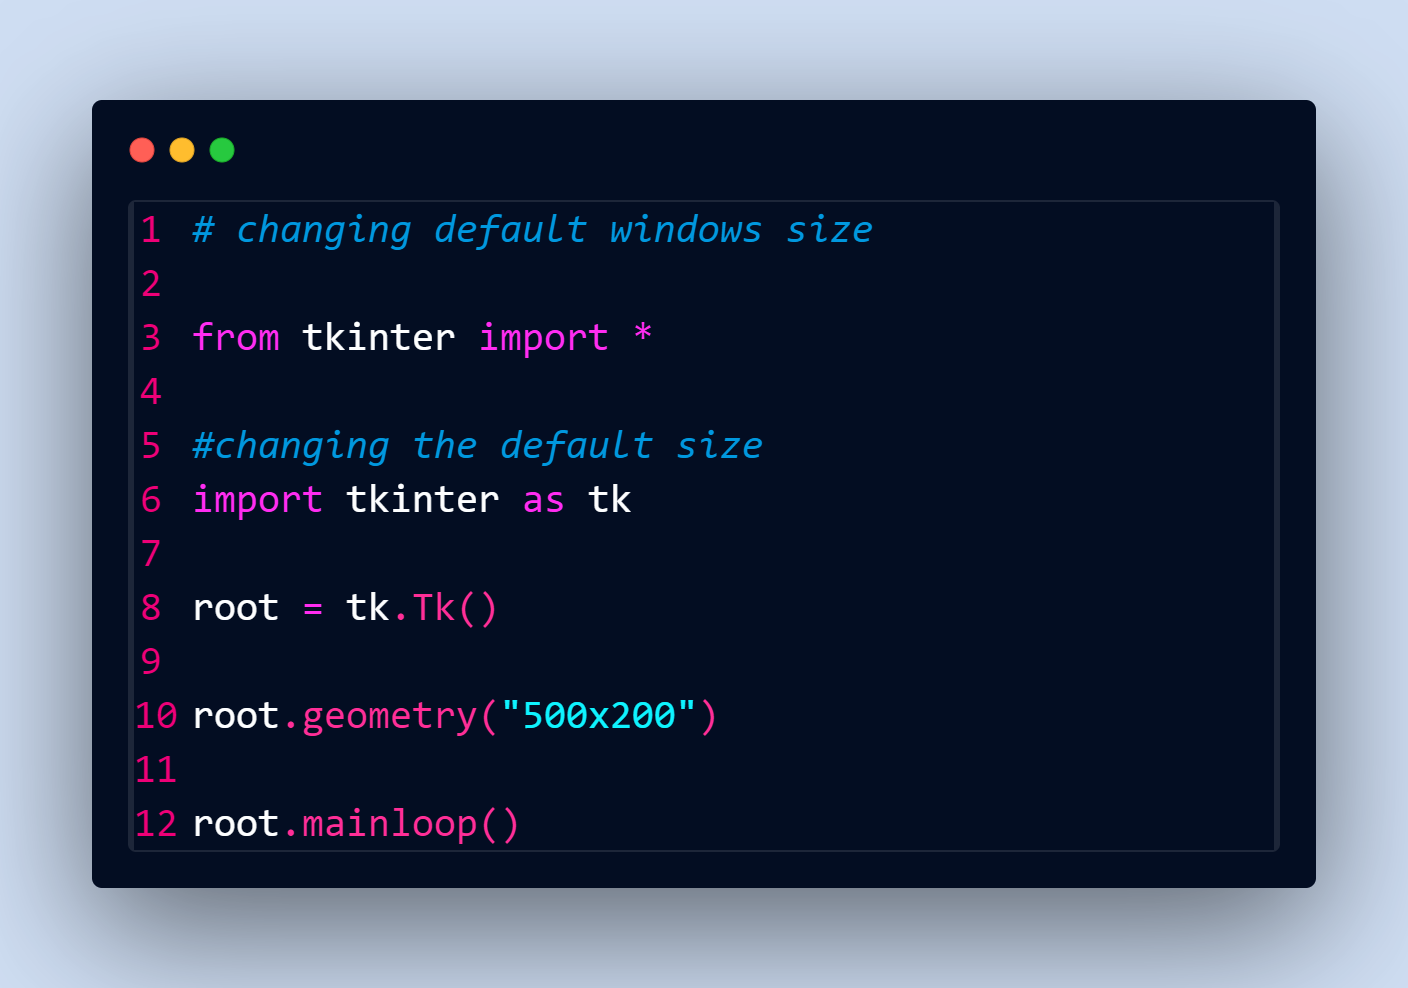 1 # changing default windows size
2
3 from tkinter import *
4
5 #changing the default size
6 import tkinter as tk
7
8 root = tk.Tk()
9
10 root.geometry("500x200")
11
12 root.mainloop()